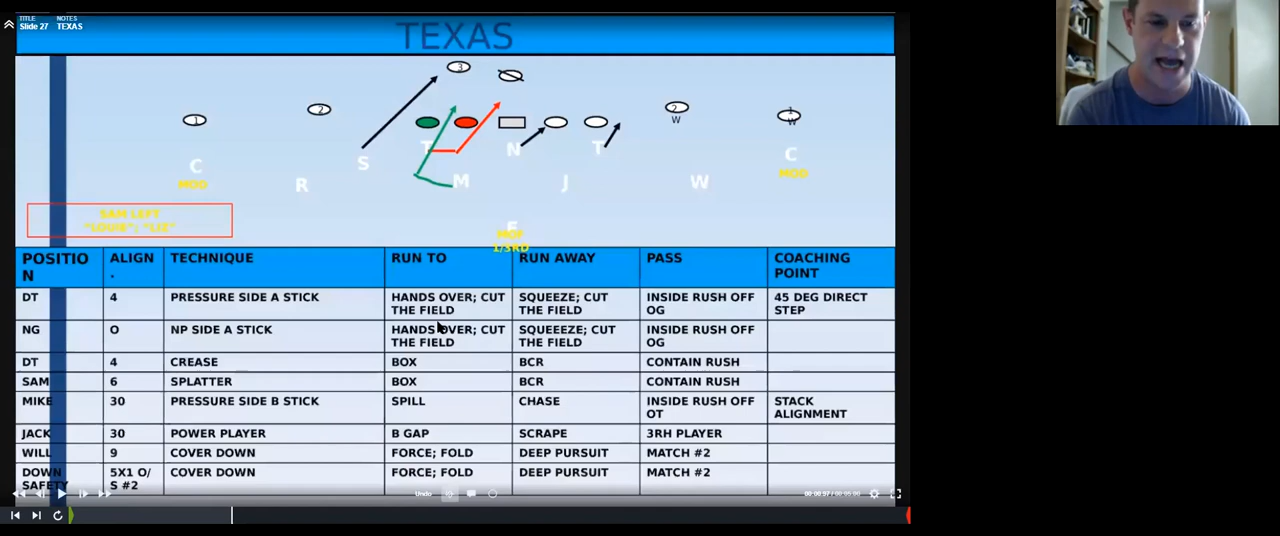 TITLE NOTES
Slide 27 TEXAS
TEXAS
3
1 2 2 1
W W
T N T
S
C C
M J W
R
MOD MOD
SAM LEFT
"LOUIE"; "LIZ"
F
MOF
1/3RD
POSITIO
N ALIGN
. TECHNIQUE RUN TO RUN AWAY PASS COACHING
POINT
DT 4 PRESSURE SIDE A STICK HANDS OVER; CUT
THE FIELD SQUEEZE; CUT
THE FIELD INSIDE RUSH OFF
OG 45 DEG DIRECT
STEP
NG O NP SIDE A STICK HANDS OVER; CUT
THE FIELD SQUEEEZE; CUT
THE FIELD INSIDE RUSH OFF
OG
DT 4 CREASE BOX BCR CONTAIN RUSH
SAM 6 SPLATTER BOX BCR CONTAIN RUSH
MIKE 30 PRESSURE SIDE B STICK SPILL CHASE INSIDE RUSH OFF
OT STACK
ALIGNMENT
JACK 30 POWER PLAYER B GAP SCRAPE 3RH PLAYER
WILL 9 COVER DOWN FORCE; FOLD DEEP PURSUIT MATCH #2
DOWN
SAFETY 5X1 O/
S #2 COVER DOWN FORCE; FOLD DEEP PURSUIT MATCH #2
Undo